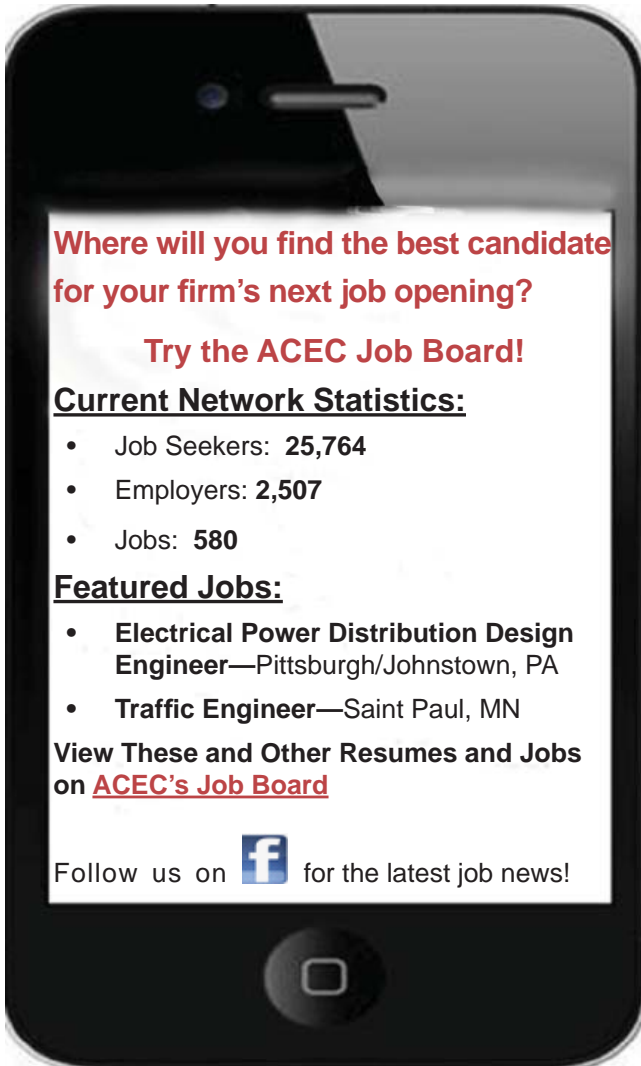 Where will you find the best candidate
for your firm's next job opening?
Try the ACEC Job Board!
Current Network Statistics:
• Job Seekers: 25,764
• Employers: 2,507
• Jobs: 580
Featured Jobs:
• Electrical Power Distribution Design
Engineer—Pittsburgh/Johnstown, PA
• Traffic Engineer—Saint Paul, MN
View These and Other Resumes and Jobs
on ACEC's Job Board
Follow us on f for the latest job news!